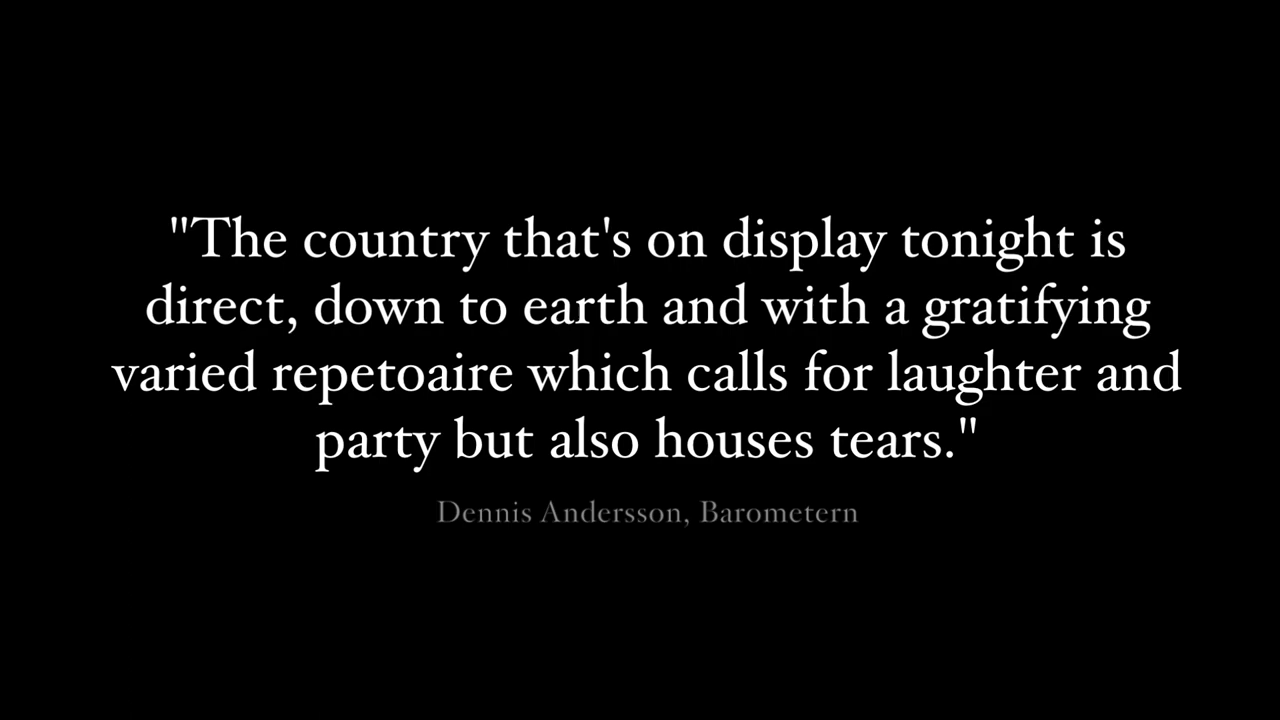 "The country that's on display tonight is
direct, down to earth and with a gratifying
varied repetoaire which calls for laughter and
party but also houses tears."
Dennis Andersson, Barometern